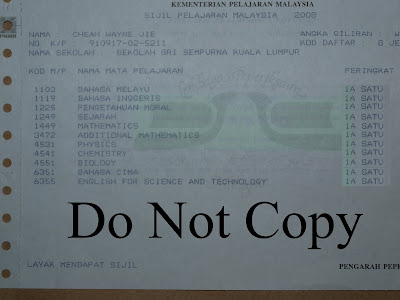 KEMENTERIAN PELAJARAN MALAYSIA
SIJIL PELAJARAN MALAYSIA 2008
NAMA CHEAH WAYNE JIE ANGKA GILIRAN : W
NO K/P 910917-02-5211 KOD DAFTAR : B JE
NAMA SEKOLAH SEKOLAH SRI SEMPURNA KUALA LUMPUR
KOD M/P NAMA MATA PELAJARAN PERINGKAT
1103 BAHASA MELAYU 1A SATU
1119 BAHASA INGGERIS 1A SATU
1225 PENGETAHUAN MORAL 1A SATU
1249 SEJARAH 1A SATU
1449 MATHEMATICS 1A SATU
3472 ADDITIONAL MATHEMATICS 1A SATU
4531 PHYSICS 1A SATU
4541 CHEMISTRY 1A SATU
4551 BIOLOGY 1A SATU
6351 BAHASA CINA 1A SATU
6355 ENGLISH FOR SCIENCE AND TECHNOLOGY 1A SATU
Do Not Copy
LAYAK MENDAPAT SIJIL
PENGARAH PEPE